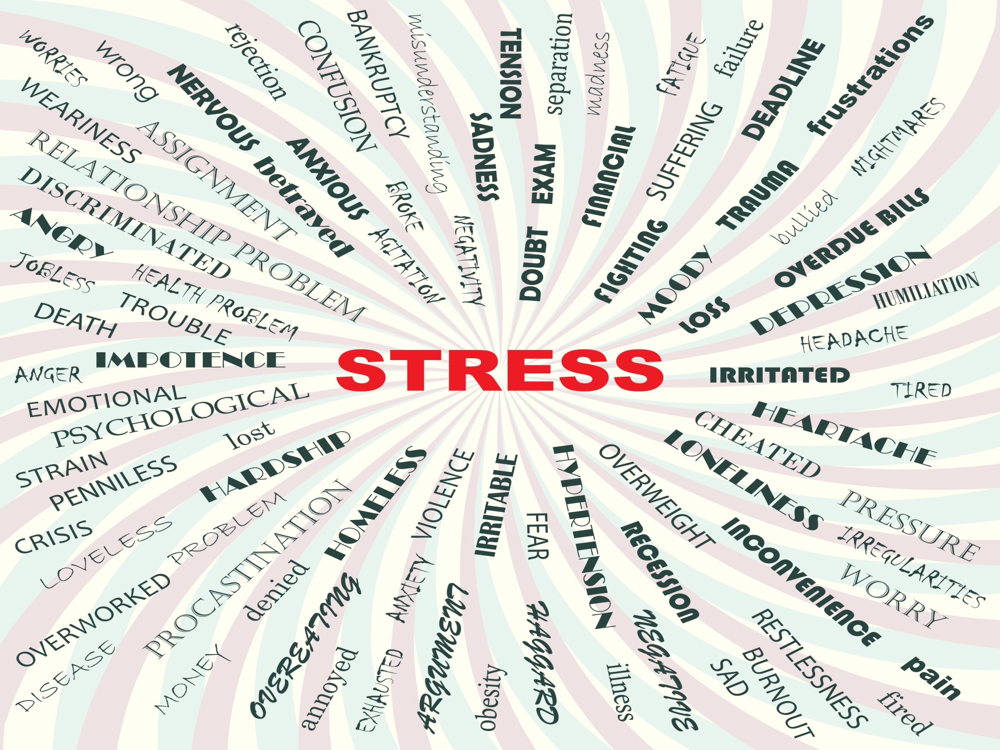 WORRIES
wrong
NERVOUS
rejection
CONFUSION
BANKRUPTCY
misunderstanding
TENSION
separation
madness
FATIGUE
failure
DEADLINE
frustrations
WEARINESS
ASSIGNMENT
ANXIOUS
betrayed
BROKE
SADNESS
EXAM
FINANCIAL
SUFFERING
TRAUMA
NIGHTMARES
RELATIONSHIP PROBLEM
DISCRIMINATED
ANGRY
AGITATION
NEGATIVITY
DOUBT
FIGHTING
MOODY
bullied
OVERDUE BILLS
JOBLESS
HEALTH PROBLEM
TROUBLE
DEATH
LOSS
DEPRESSION
HUMILIATION
HEADACHE
IMPOTENCE
ANGER
STRESS
IRRITATED
TIRED
EMOTIONAL
PSYCHOLOGICAL
lost
HEARTACHE
CHEATED
LONELINESS
STRAIN
PENNILESS
HARDSHIP
HOMELESS
VIOLENCE
IRRITABLE
FEAR
HYPERTENSION
OVERWEIGHT
PRESSURE
CRISIS
LOVELESS
PROBLEM
PROCASTINATION
RECESSION
INCONVENIENCE
IRREGULARITIES
WORRY
OVERWORKED
denied
OVEREATING
ANXIETY
ARGUMENT
HAGGARD
NEGATIVE
RESTLESSNESS
DISEASE
MONEY
annoyed
EXHAUSTED
obesity
illness
SAD
BURNOUT
pain
fired